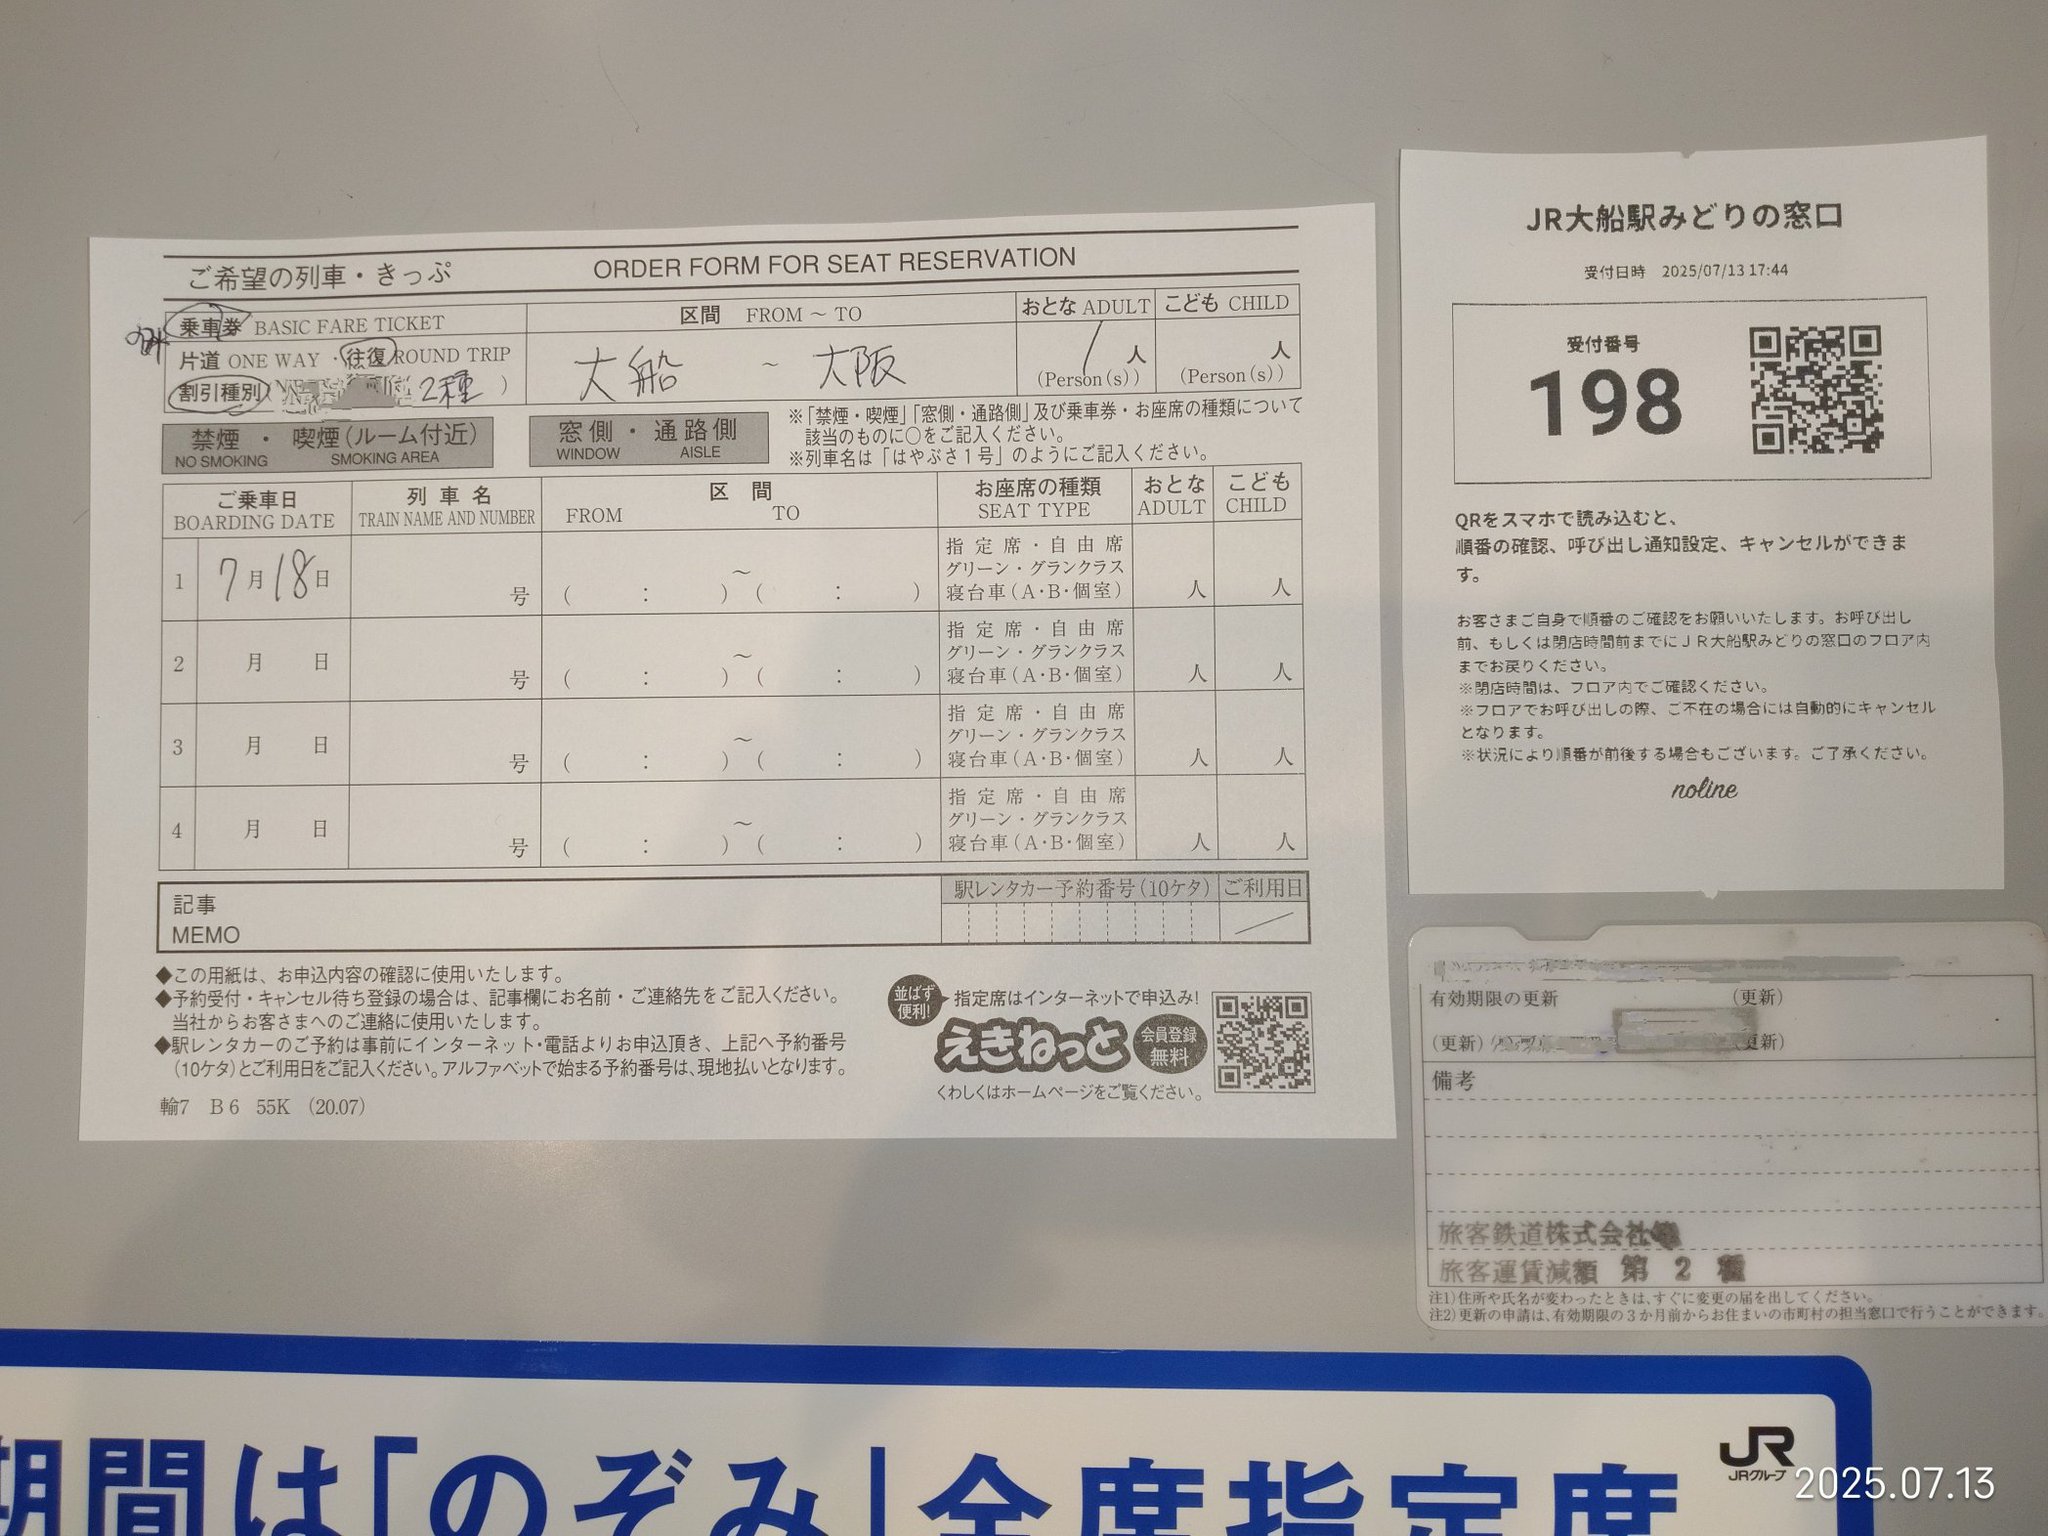 ご希望の列車・きっぷ ORDER FORM FOR SEAT RESERVATION
のみ 乗車券 BASIC FARE TICKET
片道 ONE WAY ・往復 ROUND TRIP
割引種別( 2種 )
区間 FROM ~ TO
大船 ~ 大阪
おとな ADULT
1人
(Person(s))
こども CHILD
人
(Person(s))
禁煙 ・ 喫煙(ルーム付近)
NO SMOKING SMOKING AREA
窓側・通路側
WINDOW AISLE
※「禁煙・喫煙」「窓側・通路側」及び乗車券・お座席の種類について
該当のものに○をご記入ください。
※列車名は「はやぶさ1号」のようにご記入ください。
ご乗車日 列車名 区間 お座席の種類 おとな こども
BOARDING DATE TRAIN NAME AND NUMBER FROM TO SEAT TYPE ADULT CHILD
指定席・自由席
1 7月18日 ~ グリーン・グランクラス
号 ( : ) ( : ) 寝台車(A・B・個室) 人 人
指定席・自由席
2 月 日 ~ グリーン・グランクラス
号 ( : ) ( : ) 寝台車(A・B・個室) 人 人
指定席・自由席
3 月 日 ~ グリーン・グランクラス
号 ( : ) ( : ) 寝台車(A・B・個室) 人 人
指定席・自由席
4 月 日 ~ グリーン・グランクラス
号 ( : ) ( : ) 寝台車(A・B・個室) 人 人
記事
MEMO
駅レンタカー予約番号(10ケタ) ご利用日
◆この用紙は、お申込内容の確認に使用いたします。
◆予約受付・キャンセル待ち登録の場合は、記事欄にお名前・ご連絡先をご記入ください。
当社からお客さまへのご連絡に使用いたします。
◆駅レンタカーのご予約は事前にインターネット・電話よりお申込頂き、上記へ予約番号
(10ケタ)とご利用日をご記入ください。アルファベットで始まる予約番号は、現地払いとなります。
輸7 B6 55K (20.07)
並ばず
便利!
指定席はインターネットで申込み!
えきねっと
会員登録
無料
くわしくはホームページをご覧ください。
JR大船駅みどりの窓口
受付日時 2025/07/13 17:44
受付番号
198
QRをスマホで読み込むと、
順番の確認、呼び出し通知設定、キャンセルができま
す。
お客さまご自身で順番のご確認をお願いいたします。お呼び出し
前、もしくは閉店時間前までにJR大船駅みどりの窓口のフロア内
までお戻りください。
※閉店時間は、フロア内でご確認ください。
※フロアでお呼び出しの際、ご不在の場合には自動的にキャンセル
となります。
※状況により順番が前後する場合もございます。ご了承ください。
noline
有効期限の更新 (更新)
(更新) 更新)
備考
旅客鉄道株式会社
旅客運賃減額 第2種
注1)住所や氏名が変わったときは、すぐに変更の届を出してください。
注2)更新の申請は、有効期限の3か月前からお住まいの市町村の担当窓口で行うことができます。
期間は「のぞみ」全席指定席
JR
JRグループ
2025.07.13